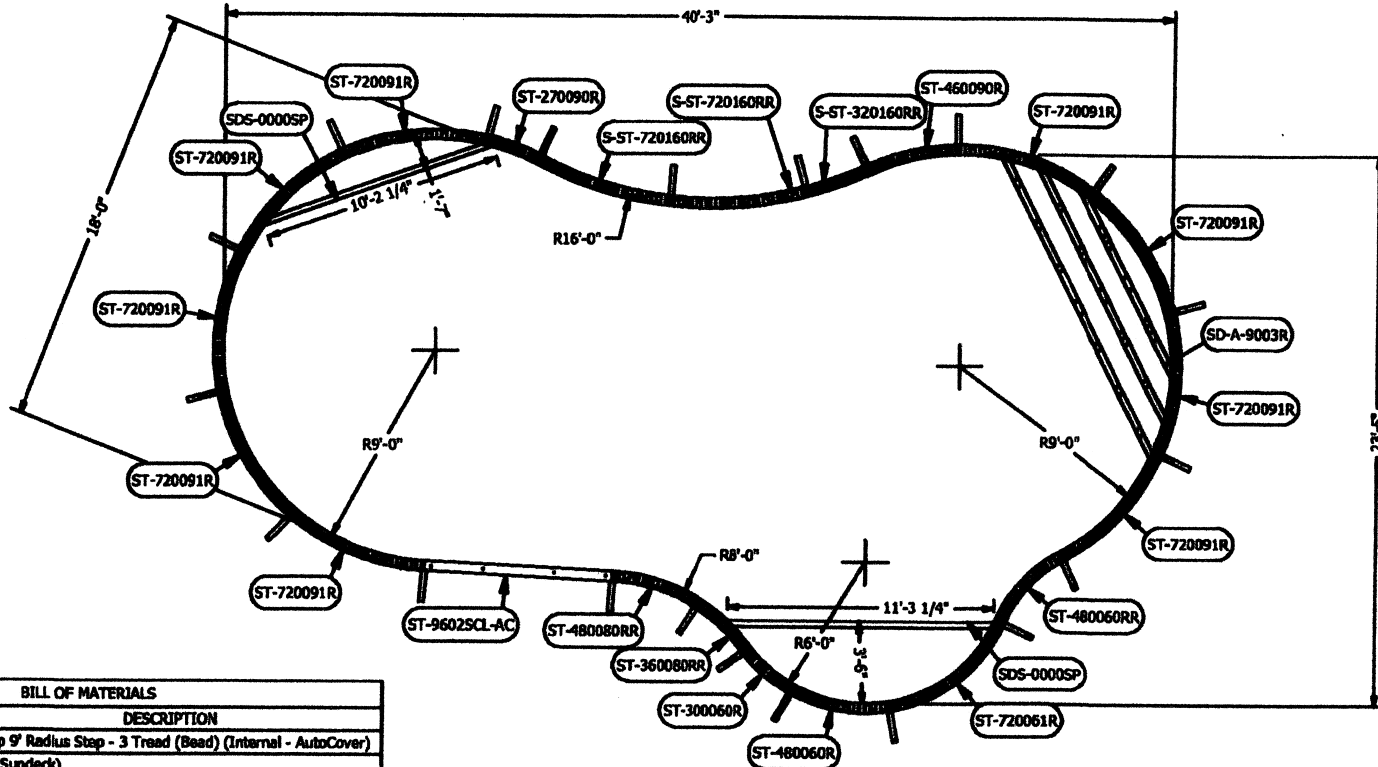 40'-3"
ST-720091R
ST-270090R
S-ST-720160RR
ST-460090R
SDS-0000SP
S-ST-320160RR
ST-720091R
S-ST-720160RR
ST-720091R
10'-2 1/4"
1'-7"
18'-0"
R16'-0"
ST-720091R
ST-720091R
SD-A-9003R
ST-720091R
R9'-0"
R9'-0"
ST-720091R
ST-720091R
R8'-0"
ST-720091R
11'-3 1/4"
ST-9602SCL-AC
ST-480080RR
R6'-0"
ST-480060RR
ST-360080RR
3'-6"
SDS-0000SP
ST-300060R
ST-720061R
ST-480060R
BILL OF MATERIALS
DESCRIPTION
9' Radius Step - 3 Tread (Bead) (Internal - AutoCover)